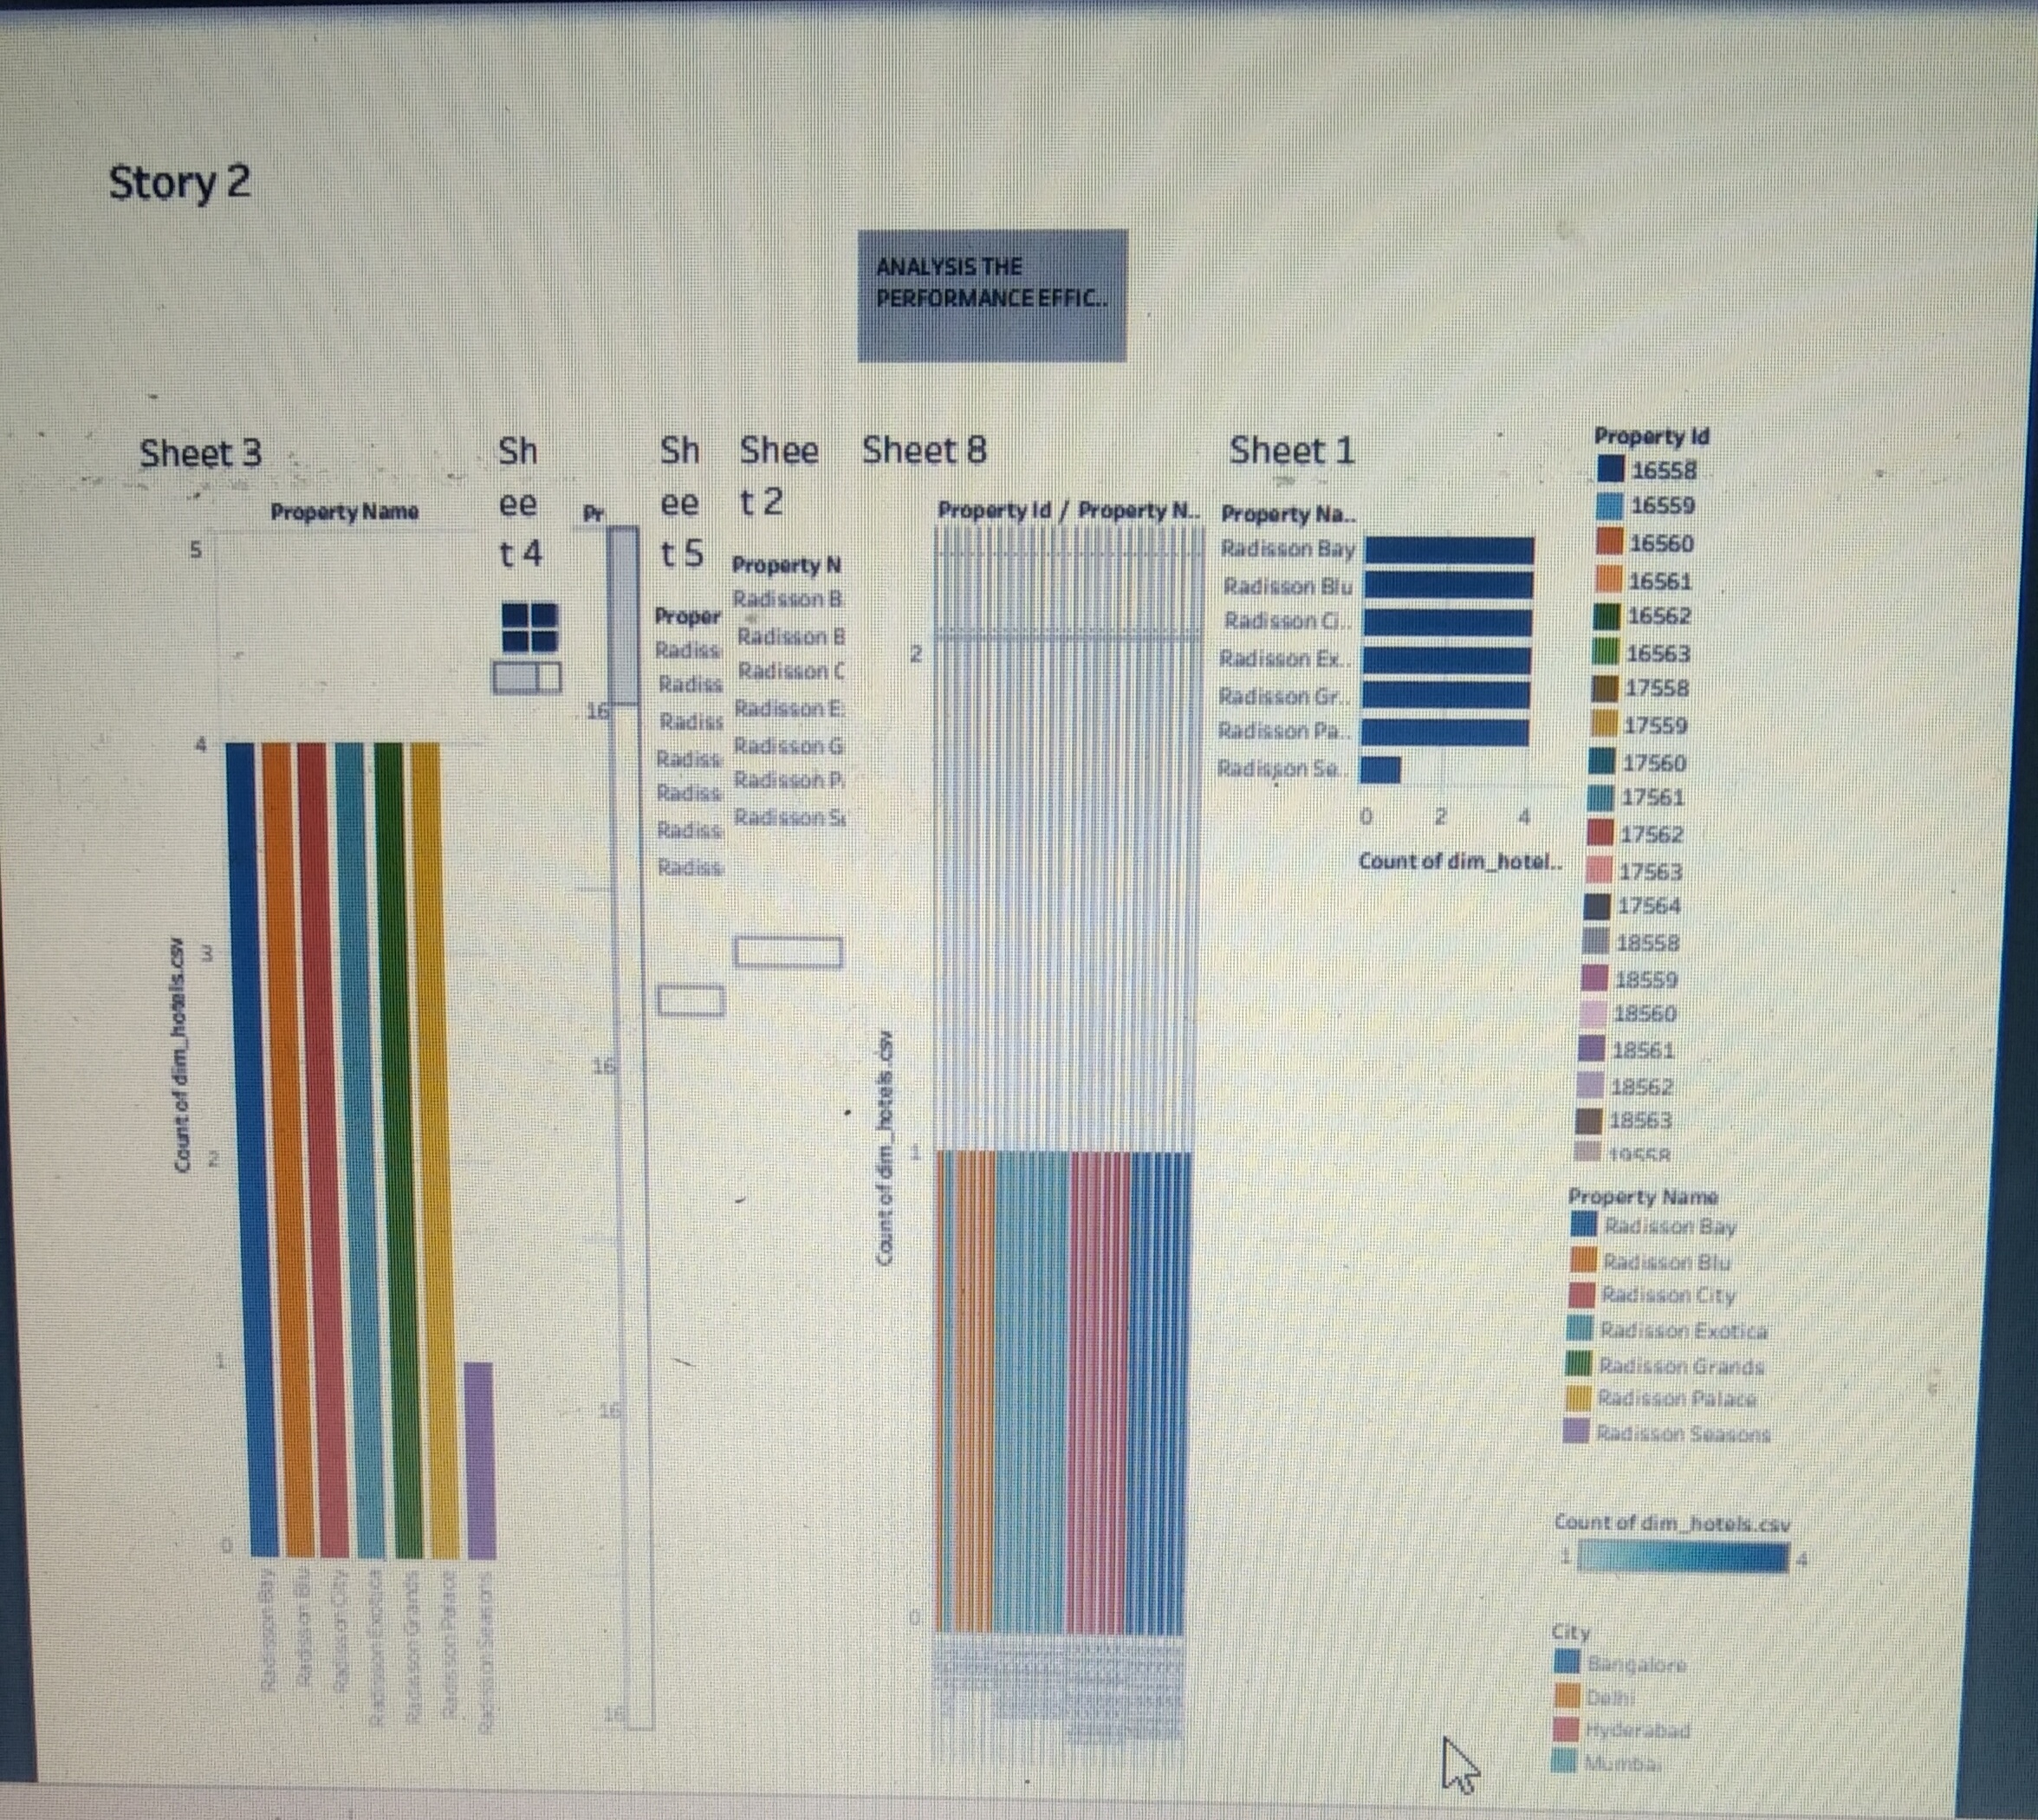 Story 2
ANALYSIS THE
PERFORMANCE EFFIC..
Sheet 3
Property Name
5
4
3
2
1
0
Count of dim_hotels.csv
Radisson Bay
Radisson Blu
Radisson City
Radisson Exotica
Radisson Grands
Radisson Palace
Radisson Seasons
Sh
ee
t 4
Pr
16
16
16
16
Sh
ee
t 5
Proper
Radiss
Radiss
Radiss
Radiss
Radiss
Radiss
Radiss
Shee
t 2
Property N
Radisson B
Radisson B
Radisson C
Radisson E
Radisson G
Radisson P
Radisson Se
Sheet 8
Property Id / Property N..
2
1
0
Count of dim_hotels.csv
Sheet 1
Property Na..
Radisson Bay
Radisson Blu
Radisson Ci..
Radisson Ex..
Radisson Gr..
Radisson Pa..
Radisson Se..
0 2 4
Count of dim_hotel..
Property Id
16558
16559
16560
16561
16562
16563
17558
17559
17560
17561
17562
17563
17564
18558
18559
18560
18561
18562
18563
19558
Property Name
Radisson Bay
Radisson Blu
Radisson City
Radisson Exotica
Radisson Grands
Radisson Palace
Radisson Seasons
Count of dim_hotels.csv
1 4
City
Bangalore
Delhi
Hyderabad
Mumbai